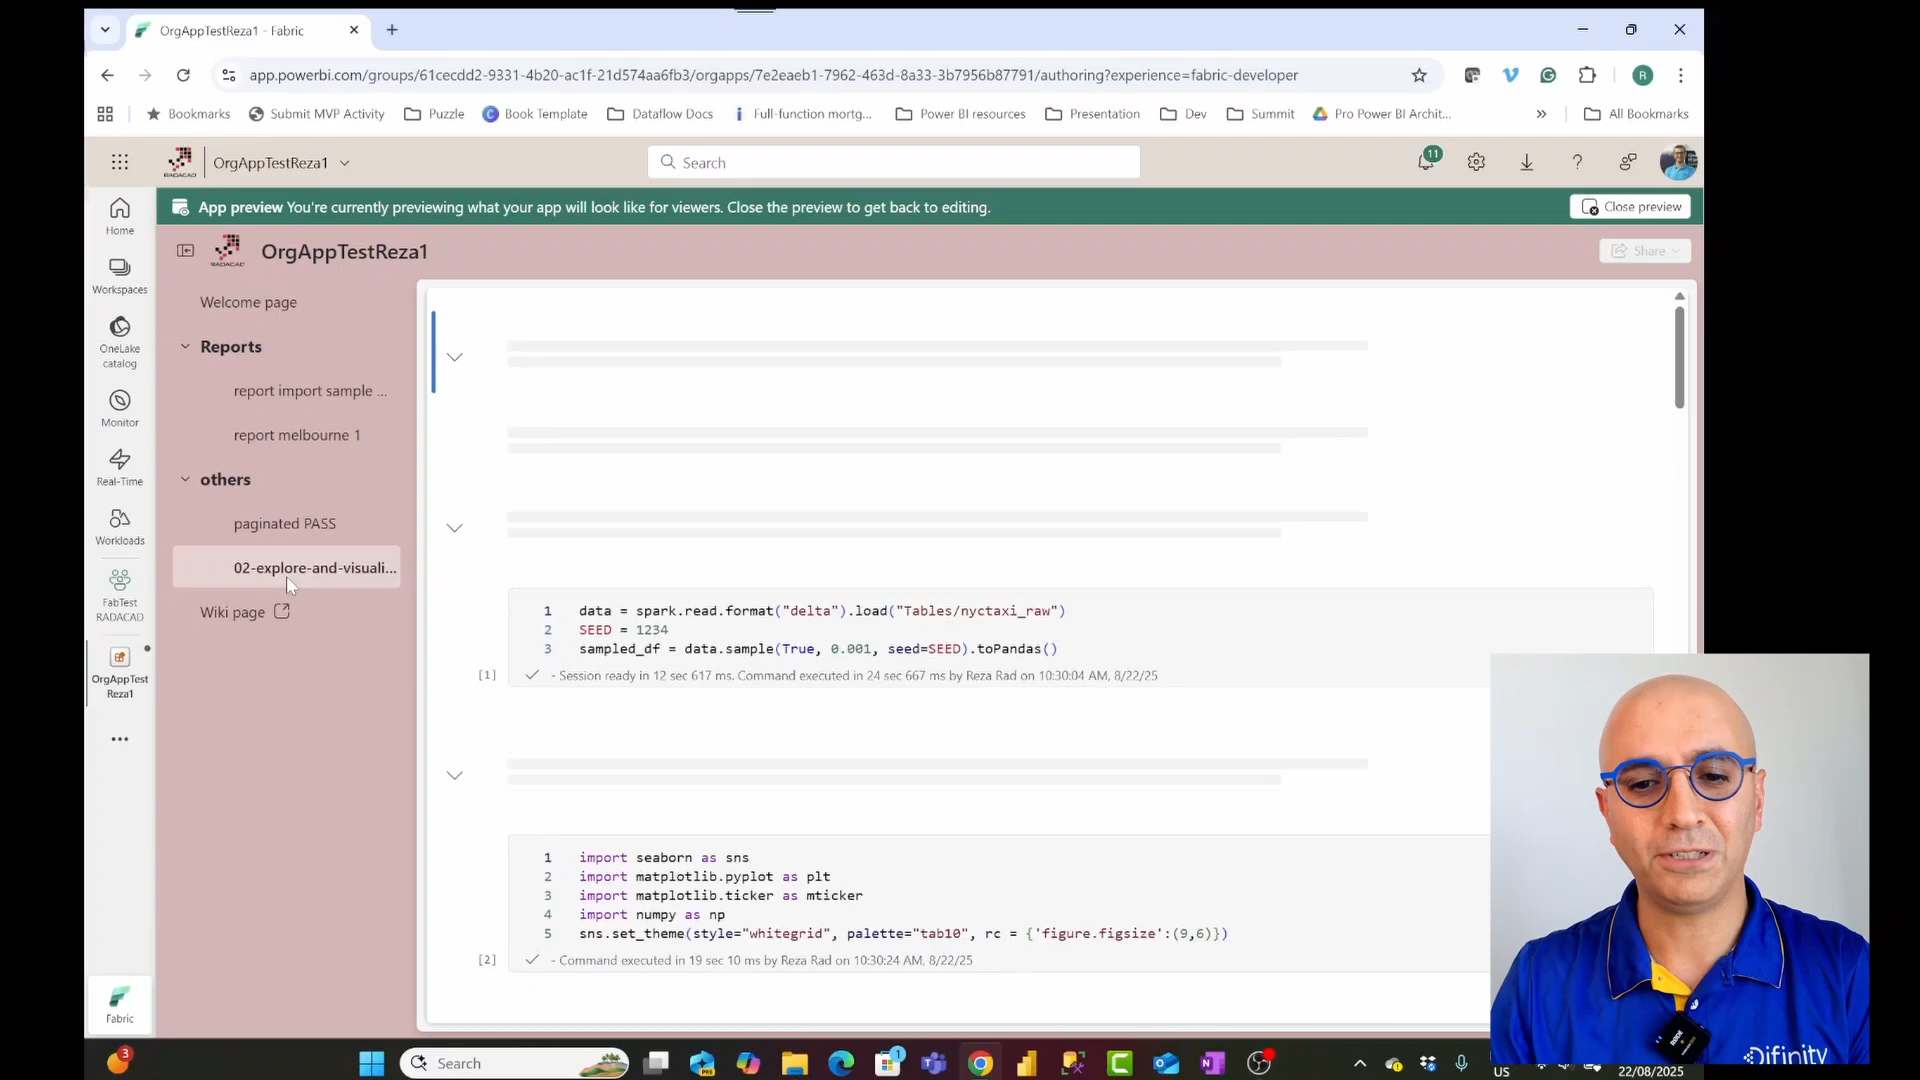 OrgAppTestReza1 - Fabric
app.powerbi.com/groups/61cecdd2-9331-4b20-ac1f-21d574aa6fb3/orgapps/7e2eaeb1-7962-463d-8a33-3b7956b87791/authoring?experience=fabric-developer
R
Bookmarks Submit MVP Activity Puzzle Book Template Dataflow Docs Full-function mortg... Power BI resources Presentation Dev Summit Pro Power BI Archit... » All Bookmarks
RADACAD OrgAppTestReza1 Search 11
App preview You're currently previewing what your app will look like for viewers. Close the preview to get back to editing. Close preview
RADACAD OrgAppTestReza1 Share
Home
Workspaces
OneLake
catalog
Monitor
Real-Time
Workloads
FabTest
RADACAD
OrgAppTest
Reza1
Fabric
Welcome page
Reports
report import sample ...
report melbourne 1
others
paginated PASS
02-explore-and-visuali...
Wiki page
1 data = spark.read.format("delta").load("Tables/nyctaxi_raw")
2 SEED = 1234
3 sampled_df = data.sample(True, 0.001, seed=SEED).toPandas()
[1] - Session ready in 12 sec 617 ms. Command executed in 24 sec 667 ms by Reza Rad on 10:30:04 AM, 8/22/25
1 import seaborn as sns
2 import matplotlib.pyplot as plt
3 import matplotlib.ticker as mticker
4 import numpy as np
5 sns.set_theme(style="whitegrid", palette="tab10", rc = {'figure.figsize':(9,6)})
[2] - Command executed in 19 sec 10 ms by Reza Rad on 10:30:24 AM, 8/22/25
Difinity
3 Search PRE 1 US 22/08/2025